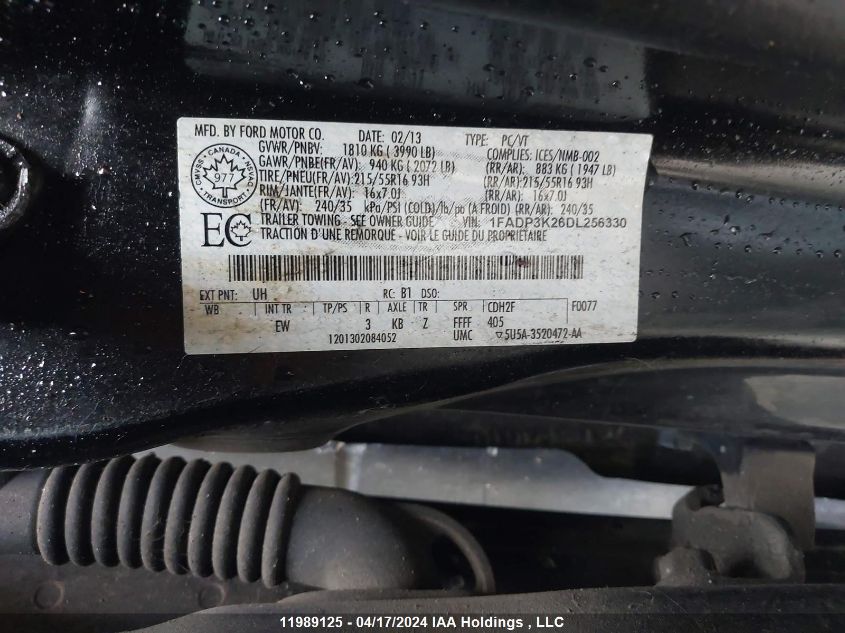 MFD. BY FORD MOTOR CO. DATE: 02/13 TYPE: PC/VT
GVWR/PNBV: 1810 KG ( 3990 LB) COMPLIES: ICES/NMB-002
GAWR/PNBE(FR/AV): 940 KG ( 2072 LB) (RR/AR): 883 KG ( 1947 LB)
TIRE/PNEU(FR/AV):215/55R16 93H (RR/AR):215/55R16 93H
RIM/JANTE(FR/AV): 16x7.0J (RR/AR): 16x7.0J
(FR/AV): 240/35 kPa/PSI (COLD)/lb/po (A FROID) (RR/AR): 240/35
TRAILER TOWING - SEE OWNER GUIDE VIN: 1FADP3K26DL256330
TRACTION D'UNE REMORQUE - VOIR LE GUIDE DU PROPRIETAIRE
CMVSS CANADA NSVAC
977
TRANSPORT
EC
EXT PNT: UH RC: B1 DSO:
WB INT TR TP/PS R AXLE TR SPR CDH2F F0077
EW 3 KB Z FFFF 405
1201302084052 UMC ▽5U5A-3520472-AA
11989125 - 04/17/2024 IAA Holdings , LLC